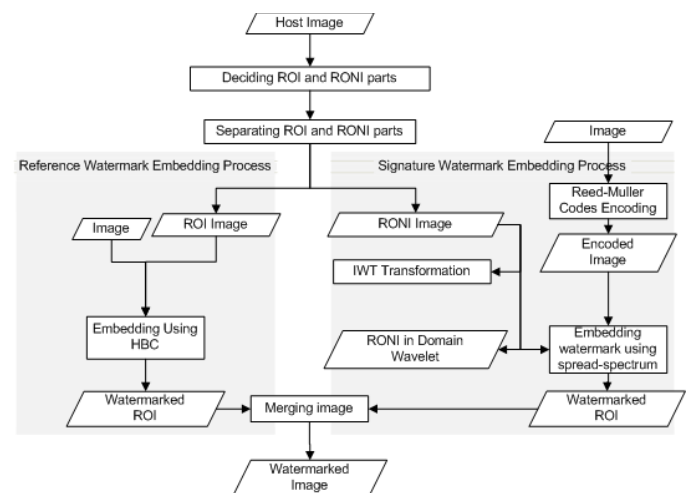 Host Image
Deciding ROI and RONI parts
Separating ROI and RONI parts
Reference Watermark Embedding Process
Image
ROI Image
Embedding Using
HBC
Watermarked
ROI
Signature Watermark Embedding Process
Image
Reed-Muller
Codes Encoding
Encoded
Image
RONI Image
IWT Transformation
RONI in Domain
Wavelet
Embedding
watermark using
spread-spectrum
Watermarked
ROI
Merging image
Watermarked
Image